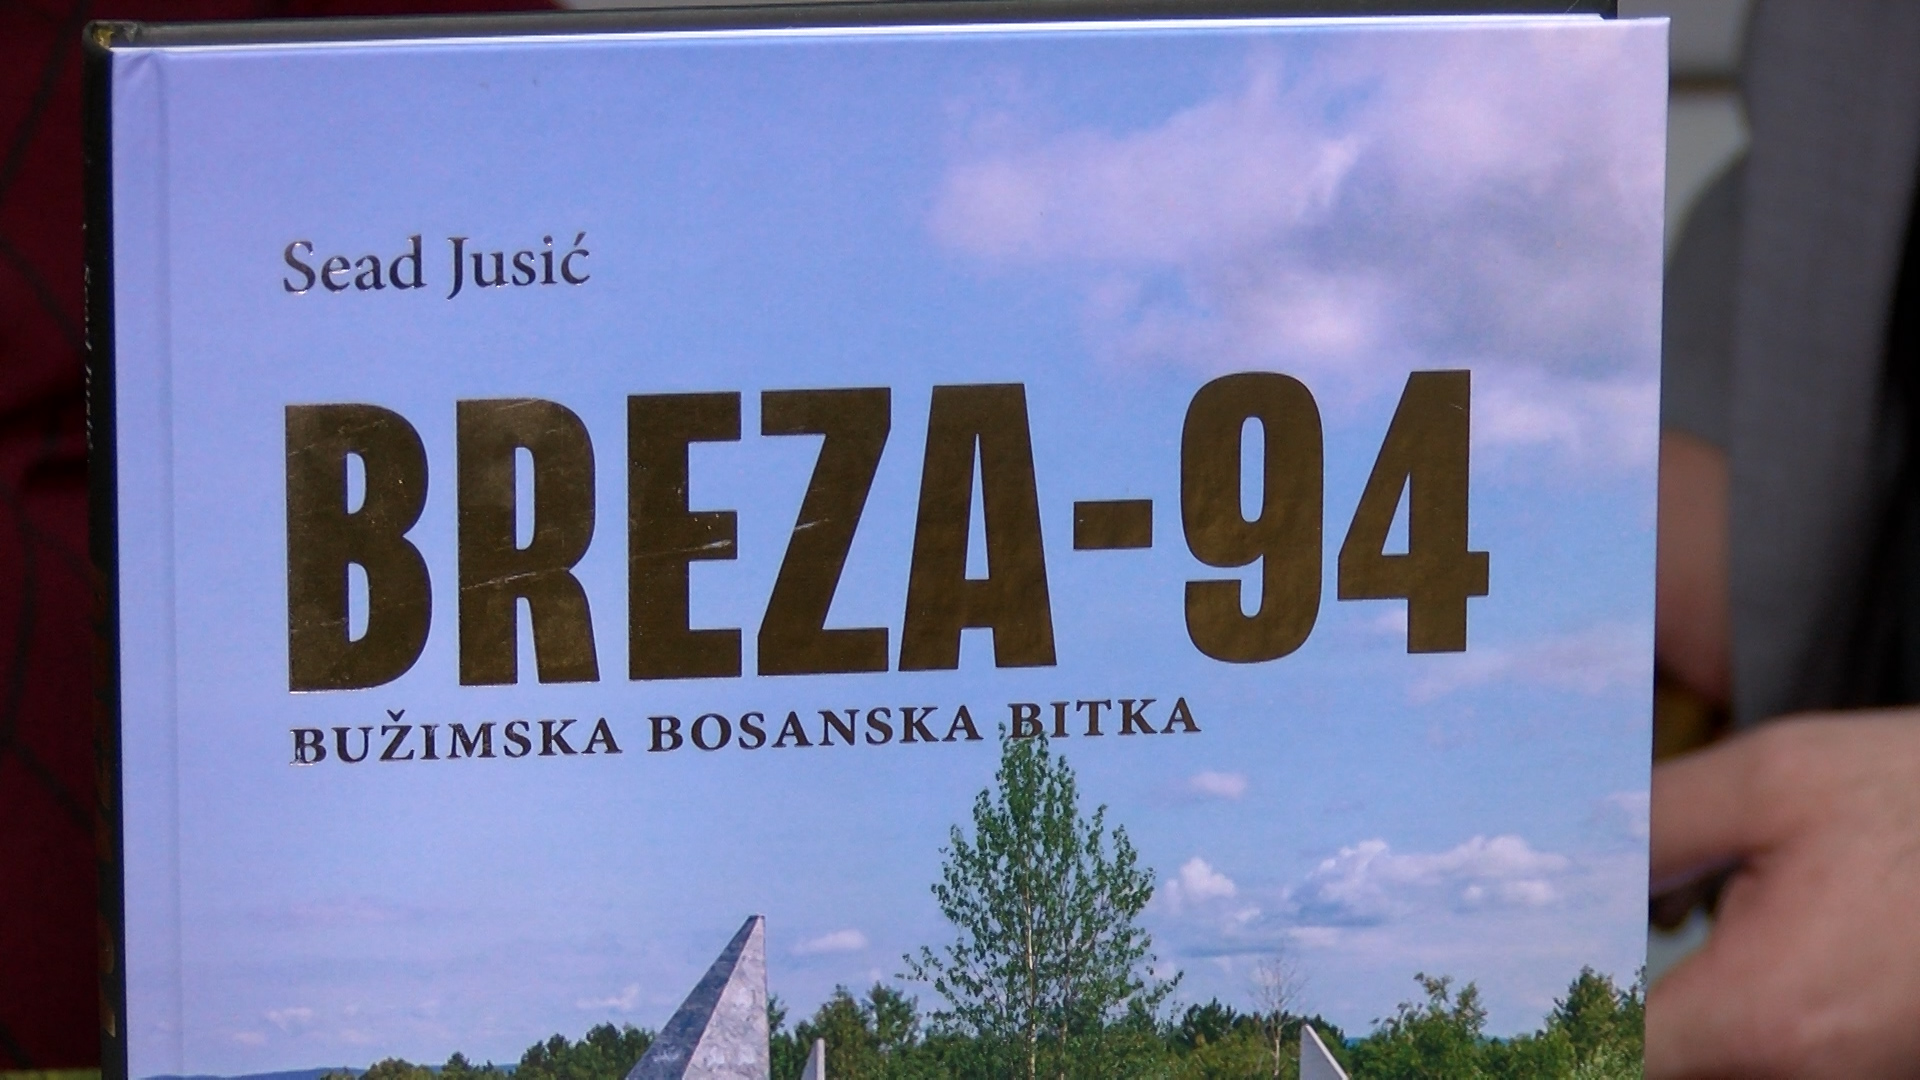 Sead Jusić
BREZA-94
BUŽIMSKA BOSANSKA BITKA